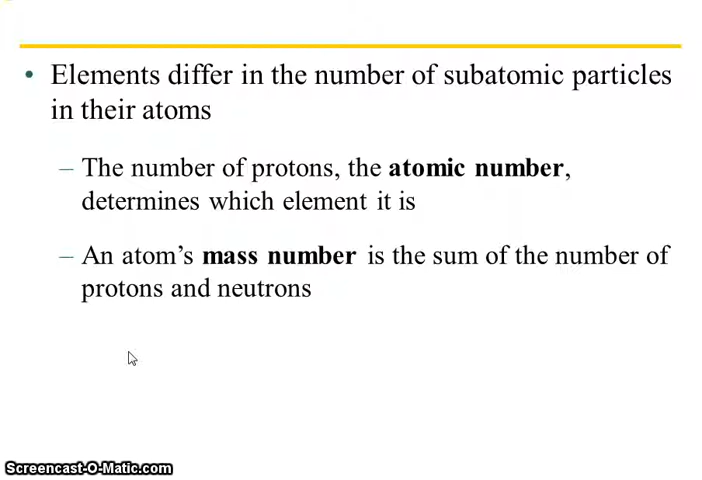 • Elements differ in the number of subatomic particles
in their atoms
– The number of protons, the atomic number,
determines which element it is
– An atom’s mass number is the sum of the number of
protons and neutrons
Screencast-O-Matic.com